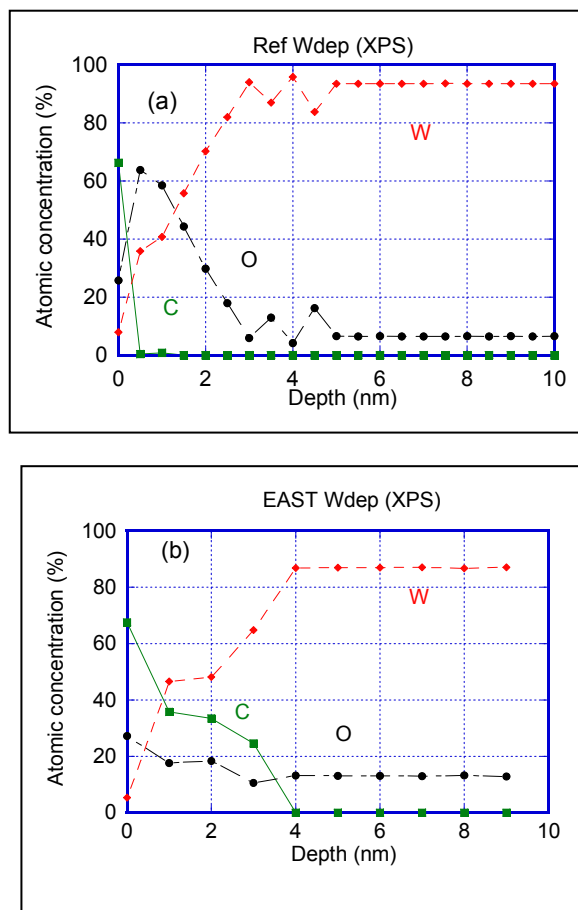 Ref Wdep (XPS)
100
(a)
80
W
60
Atomic concentration (%)
40
O
20
C
0
0 2 4 6 8 10
Depth (nm)
EAST Wdep (XPS)
100
(b)
80
W
60
Atomic concentration (%)
40
C
O
20
0
0 2 4 6 8 10
Depth (nm)